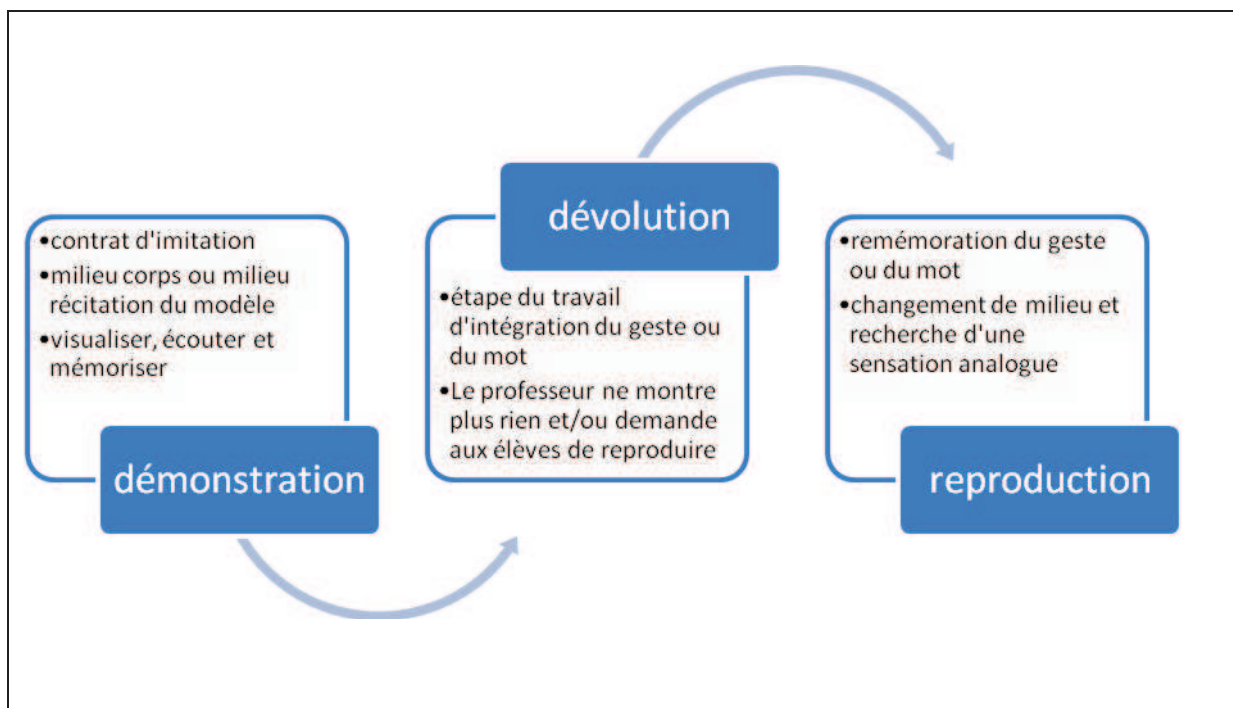 •contrat d'imitation
•milieu corps ou milieu
récitation du modèle
•visualiser, écouter et
mémoriser
démonstration
dévolution
•étape du travail
d'intégration du geste ou
du mot
•Le professeur ne montre
plus rien et/ou demande
aux élèves de reproduire
•remémoration du geste
ou du mot
•changement de milieu et
recherche d'une
sensation analogue
reproduction